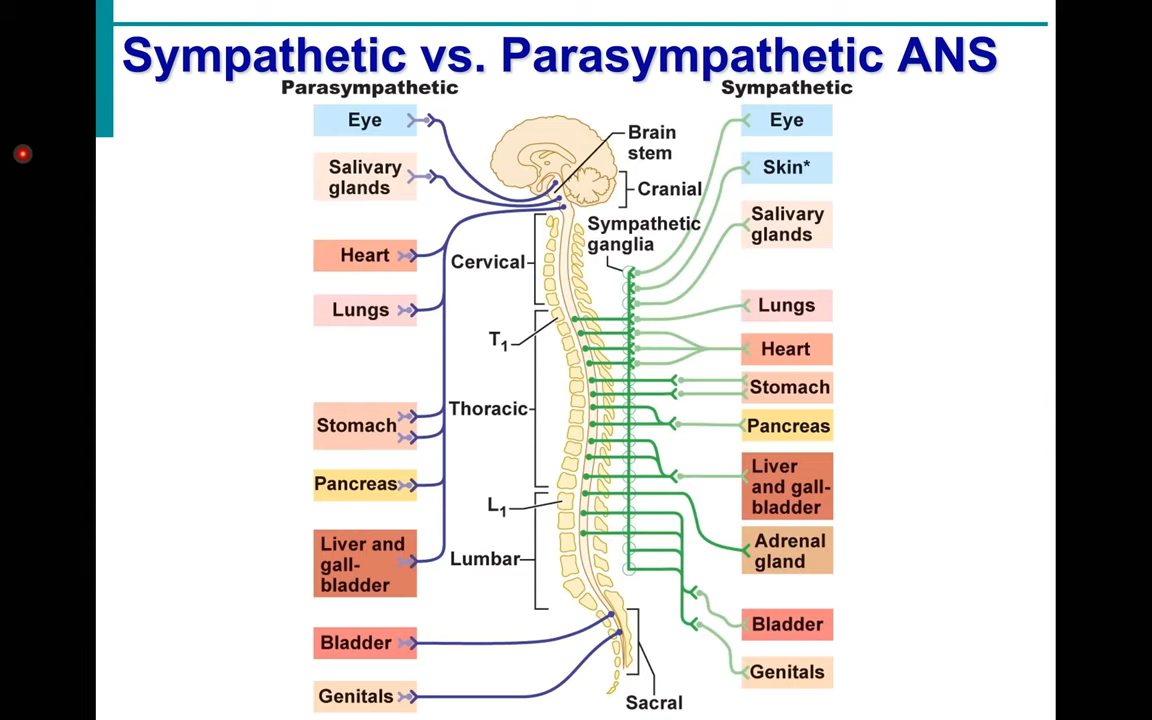 Sympathetic vs. Parasympathetic ANS
Parasympathetic
Eye
Salivary
glands
Heart
Lungs
Stomach
Pancreas
Liver and
gall-
bladder
Bladder
Genitals
Brain
stem
Cranial
Sympathetic
ganglia
Cervical
T1
Thoracic
L1
Lumbar
Sacral
Sympathetic
Eye
Skin*
Salivary
glands
Lungs
Heart
Stomach
Pancreas
Liver
and gall-
bladder
Adrenal
gland
Bladder
Genitals